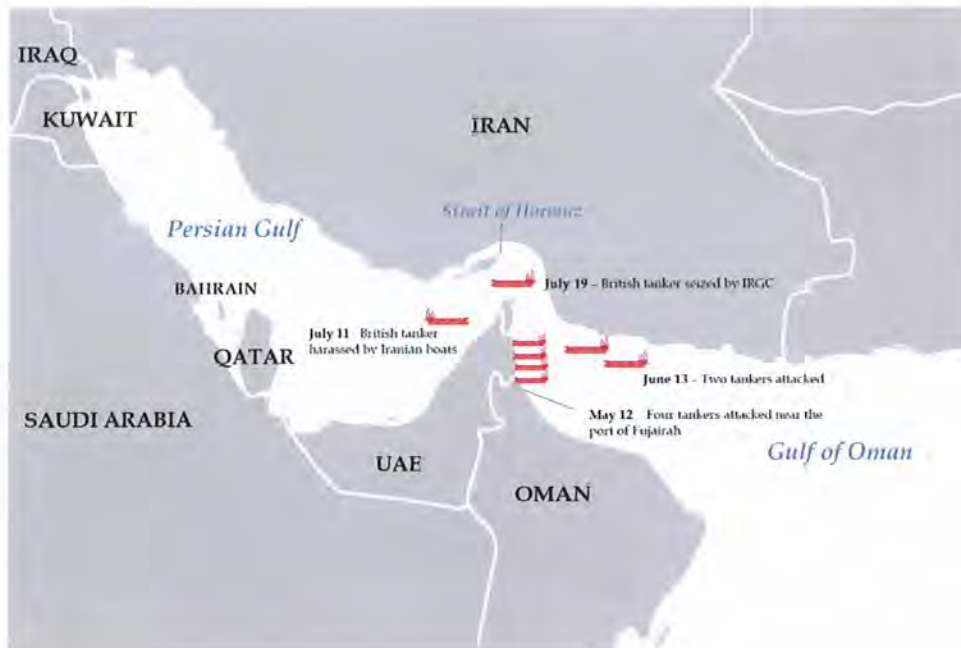 IRAQ
KUWAIT
IRAN
Strait of Hormuz
Persian Gulf
BAHRAIN
July 19 – British tanker seized by IRGC
July 11 British tanker
harassed by Iranian boats
QATAR
June 13 – Two tankers attacked
SAUDI ARABIA
May 12 Four tankers attacked near the
port of Fujairah
UAE
Gulf of Oman
OMAN